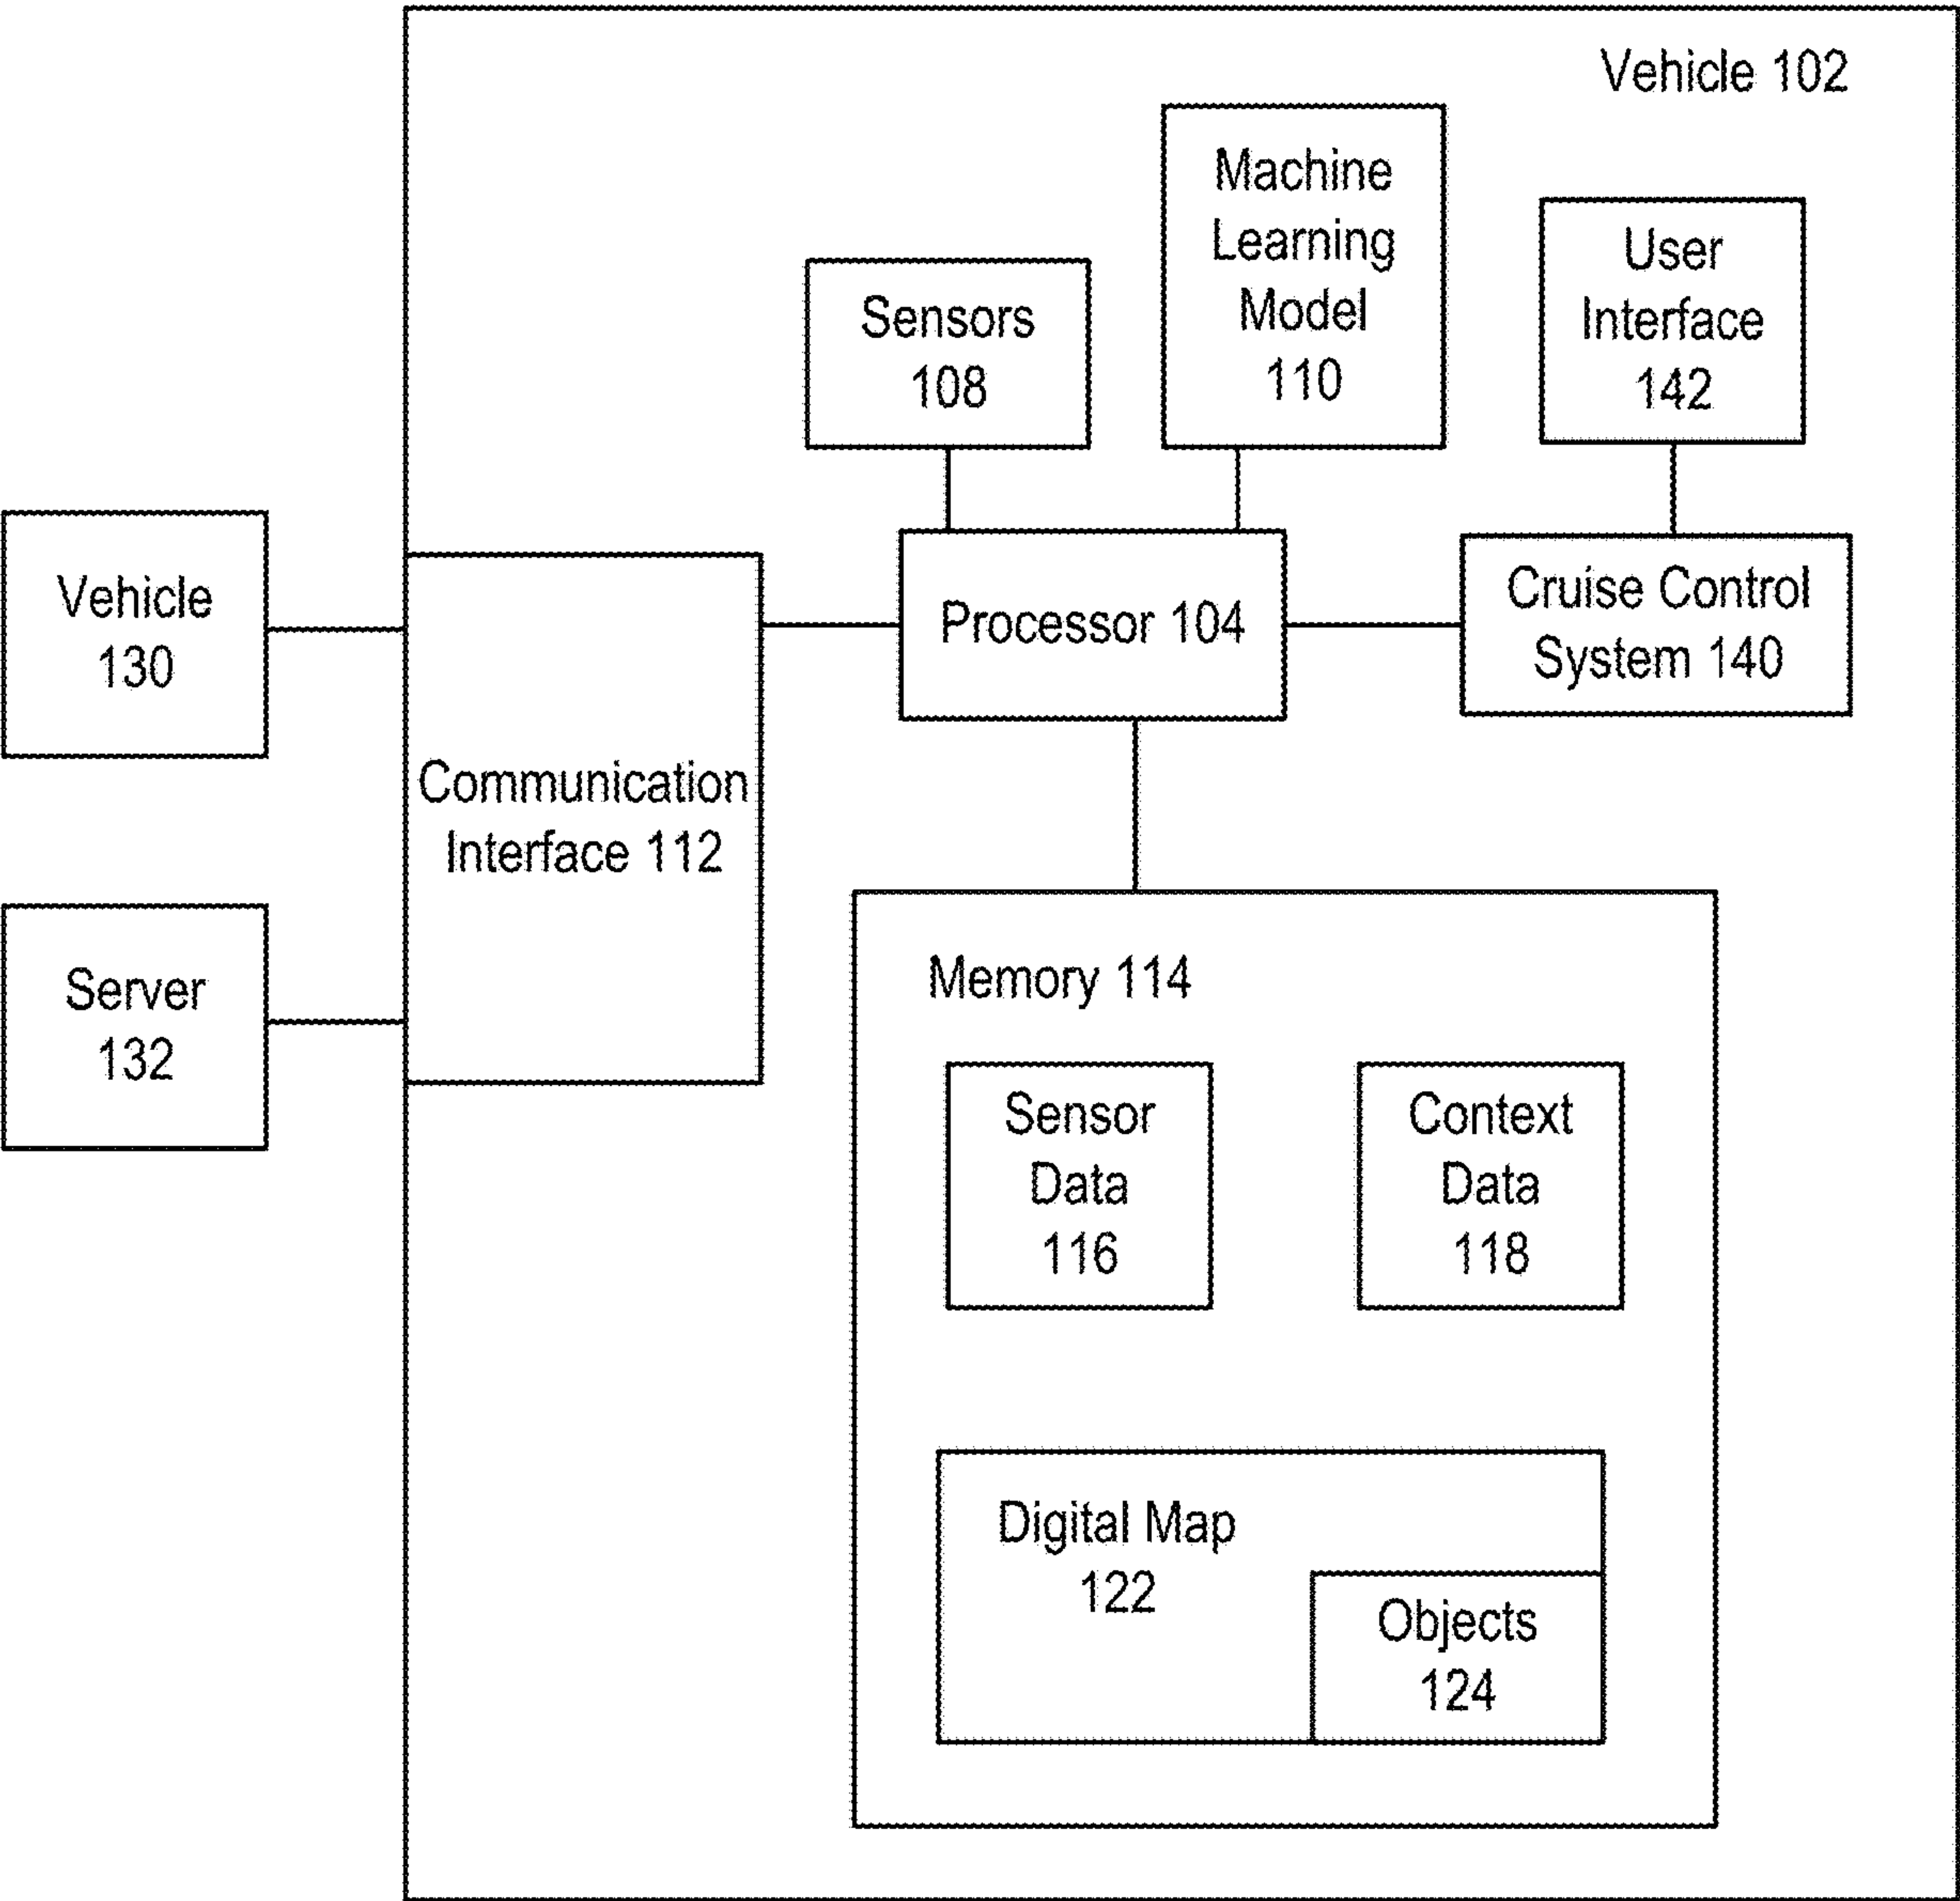 Vehicle 102
Machine
Learning
Model
110
User
Interface
142
Sensors
108
Vehicle
130
Processor 104
Cruise Control
System 140
Communication
Interface 112
Server
132
Memory 114
Sensor
Data
116
Context
Data
118
Digital Map
122
Objects
124